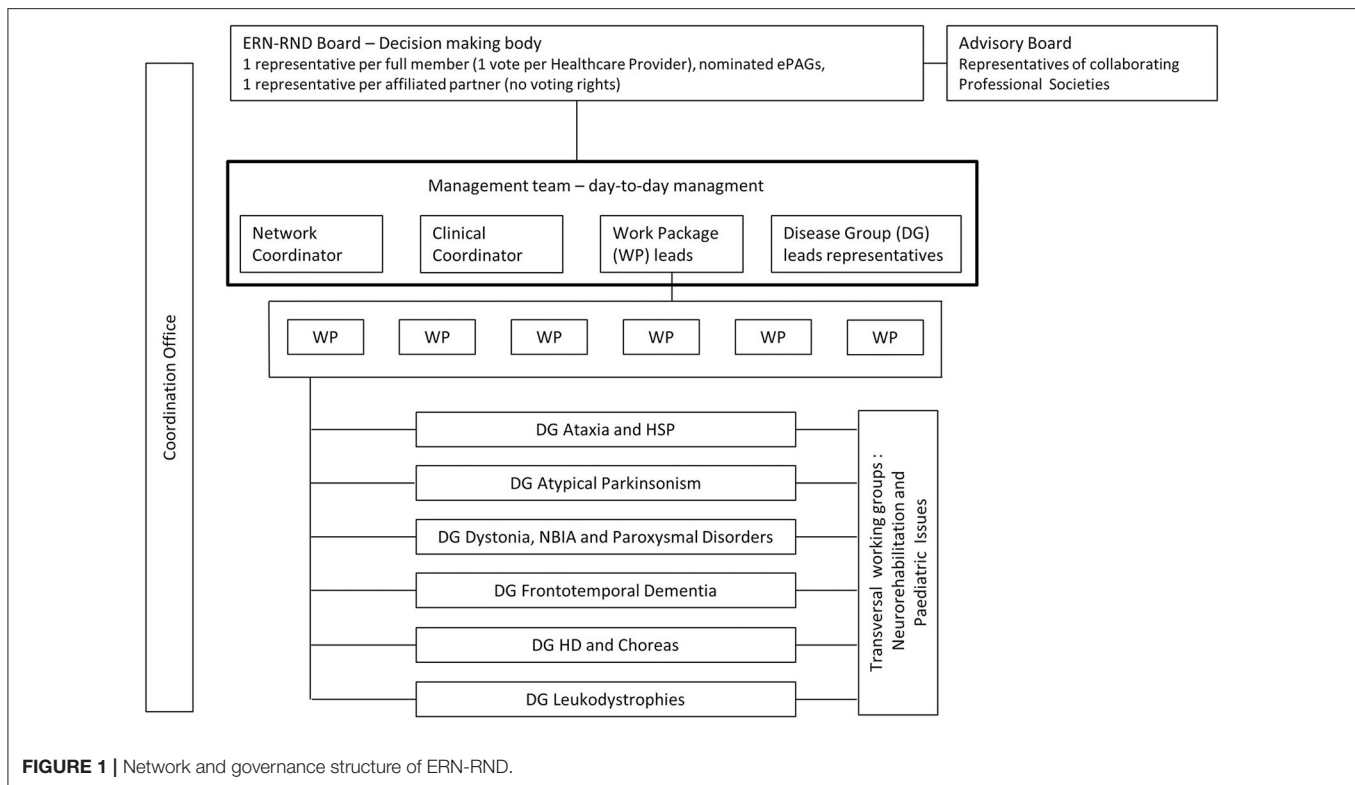 ERN-RND Board – Decision making body
1 representative per full member (1 vote per Healthcare Provider), nominated ePAGs,
1 representative per affiliated partner (no voting rights)
Advisory Board
Representatives of collaborating
Professional Societies
Coordination Office
Management team – day-to-day managment
Network
Coordinator
Clinical
Coordinator
Work Package
(WP) leads
Disease Group (DG)
leads representatives
WP
WP
WP
WP
WP
WP
DG Ataxia and HSP
DG Atypical Parkinsonism
DG Dystonia, NBIA and Paroxysmal Disorders
DG Frontotemporal Dementia
DG HD and Choreas
DG Leukodystrophies
Transversal working groups :
Neurorehabilitation and
Paediatric Issues
FIGURE 1 | Network and governance structure of ERN-RND.